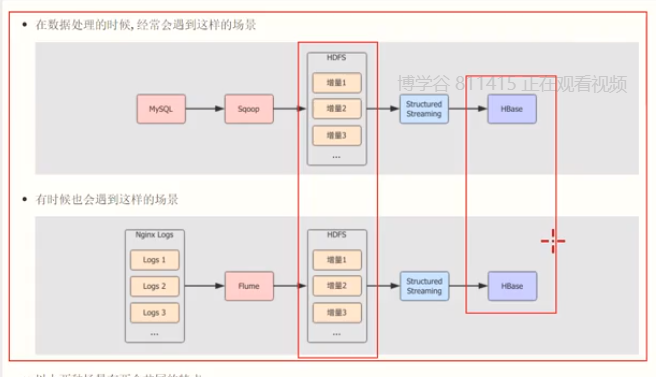 在数据处理的时候, 经常会遇到这样的场景
博学谷 811415 正在观看视频
HDFS
增量1
MySQL
Sqoop
增量2
Structured
Streaming
HBase
增量3
...
有时候也会遇到这样的场景
Nginx Logs
HDFS
Logs 1
增量1
Logs 2
Flume
增量2
Structured
Streaming
HBase
Logs 3
增量3
...
...